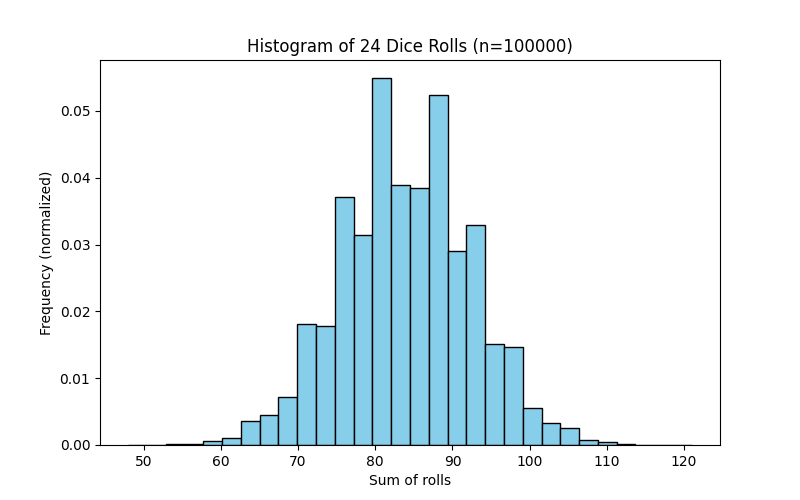 Histogram of 24 Dice Rolls (n=100000)
Frequency (normalized)
0.05
0.04
0.03
0.02
0.01
0.00
50 60 70 80 90 100 110 120
Sum of rolls